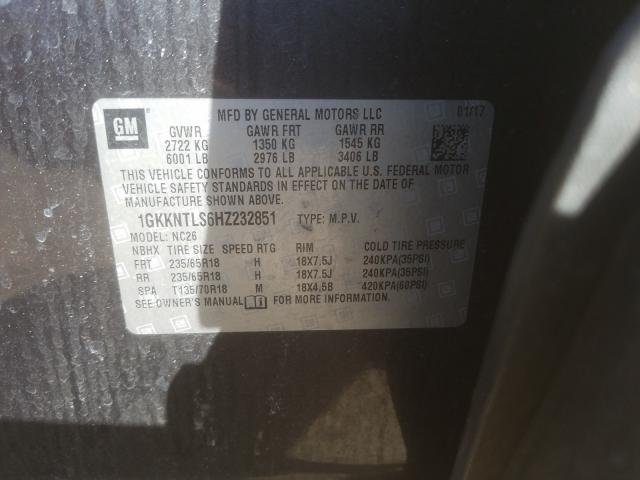 GM
MFD BY GENERAL MOTORS LLC 01/17
GVWR GAWR FRT GAWR RR
2722 KG 1350 KG 1545 KG
6001 LB 2976 LB 3406 LB
THIS VEHICLE CONFORMS TO ALL APPLICABLE U.S. FEDERAL MOTOR
VEHICLE SAFETY STANDARDS IN EFFECT ON THE DATE OF
MANUFACTURE SHOWN ABOVE.
1GKKNTLS6HZ232851 TYPE: M.P.V.
MODEL: NC26
NBHX TIRE SIZE SPEED RTG RIM COLD TIRE PRESSURE
FRT 235/65R18 H 18X7.5J 240KPA(35PSI)
RR 235/65R18 H 18X7.5J 240KPA(35PSI)
SPA T135/70R18 M 18X4.5B 420KPA(60PSI)
SEE OWNER'S MANUAL FOR MORE INFORMATION.